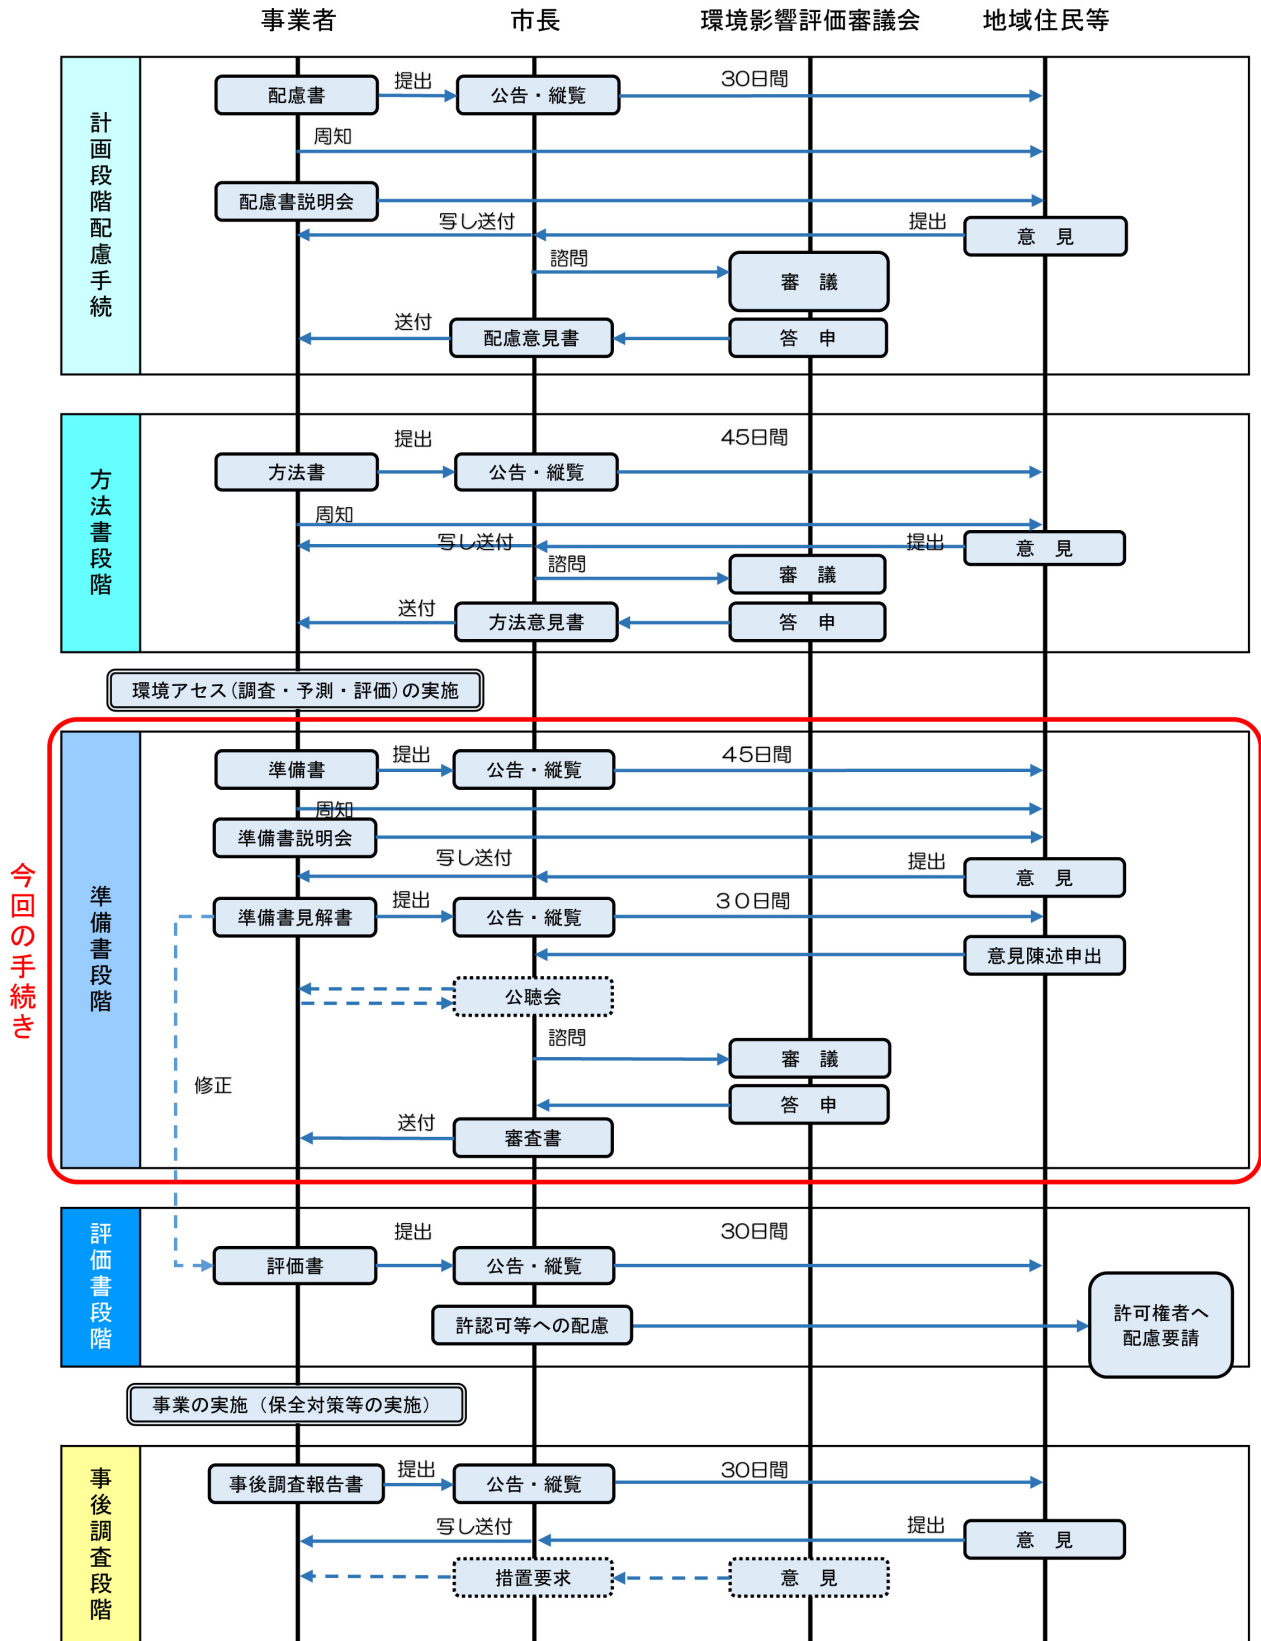 事業者
市長
環境影響評価審議会
地域住民等
計画段階配慮手続
配慮書
提出
公告・縦覧
30日間
周知
配慮書説明会
写し送付
提出
意　見
諮問
審　議
送付
配慮意見書
答　申
方法書段階
方法書
提出
公告・縦覧
45日間
周知
写し送付
提出
意　見
諮問
審　議
送付
方法意見書
答　申
環境アセス（調査・予測・評価）の実施
今回の手続き
準備書段階
準備書
提出
公告・縦覧
45日間
周知
準備書説明会
写し送付
提出
意　見
準備書見解書
提出
公告・縦覧
30日間
意見陳述申出
公聴会
諮問
審　議
修正
答　申
送付
審査書
評価書段階
評価書
提出
公告・縦覧
30日間
許認可等への配慮
許可権者へ
配慮要請
事業の実施（保全対策等の実施）
事後調査段階
事後調査報告書
提出
公告・縦覧
30日間
写し送付
提出
意　見
措置要求
意　見